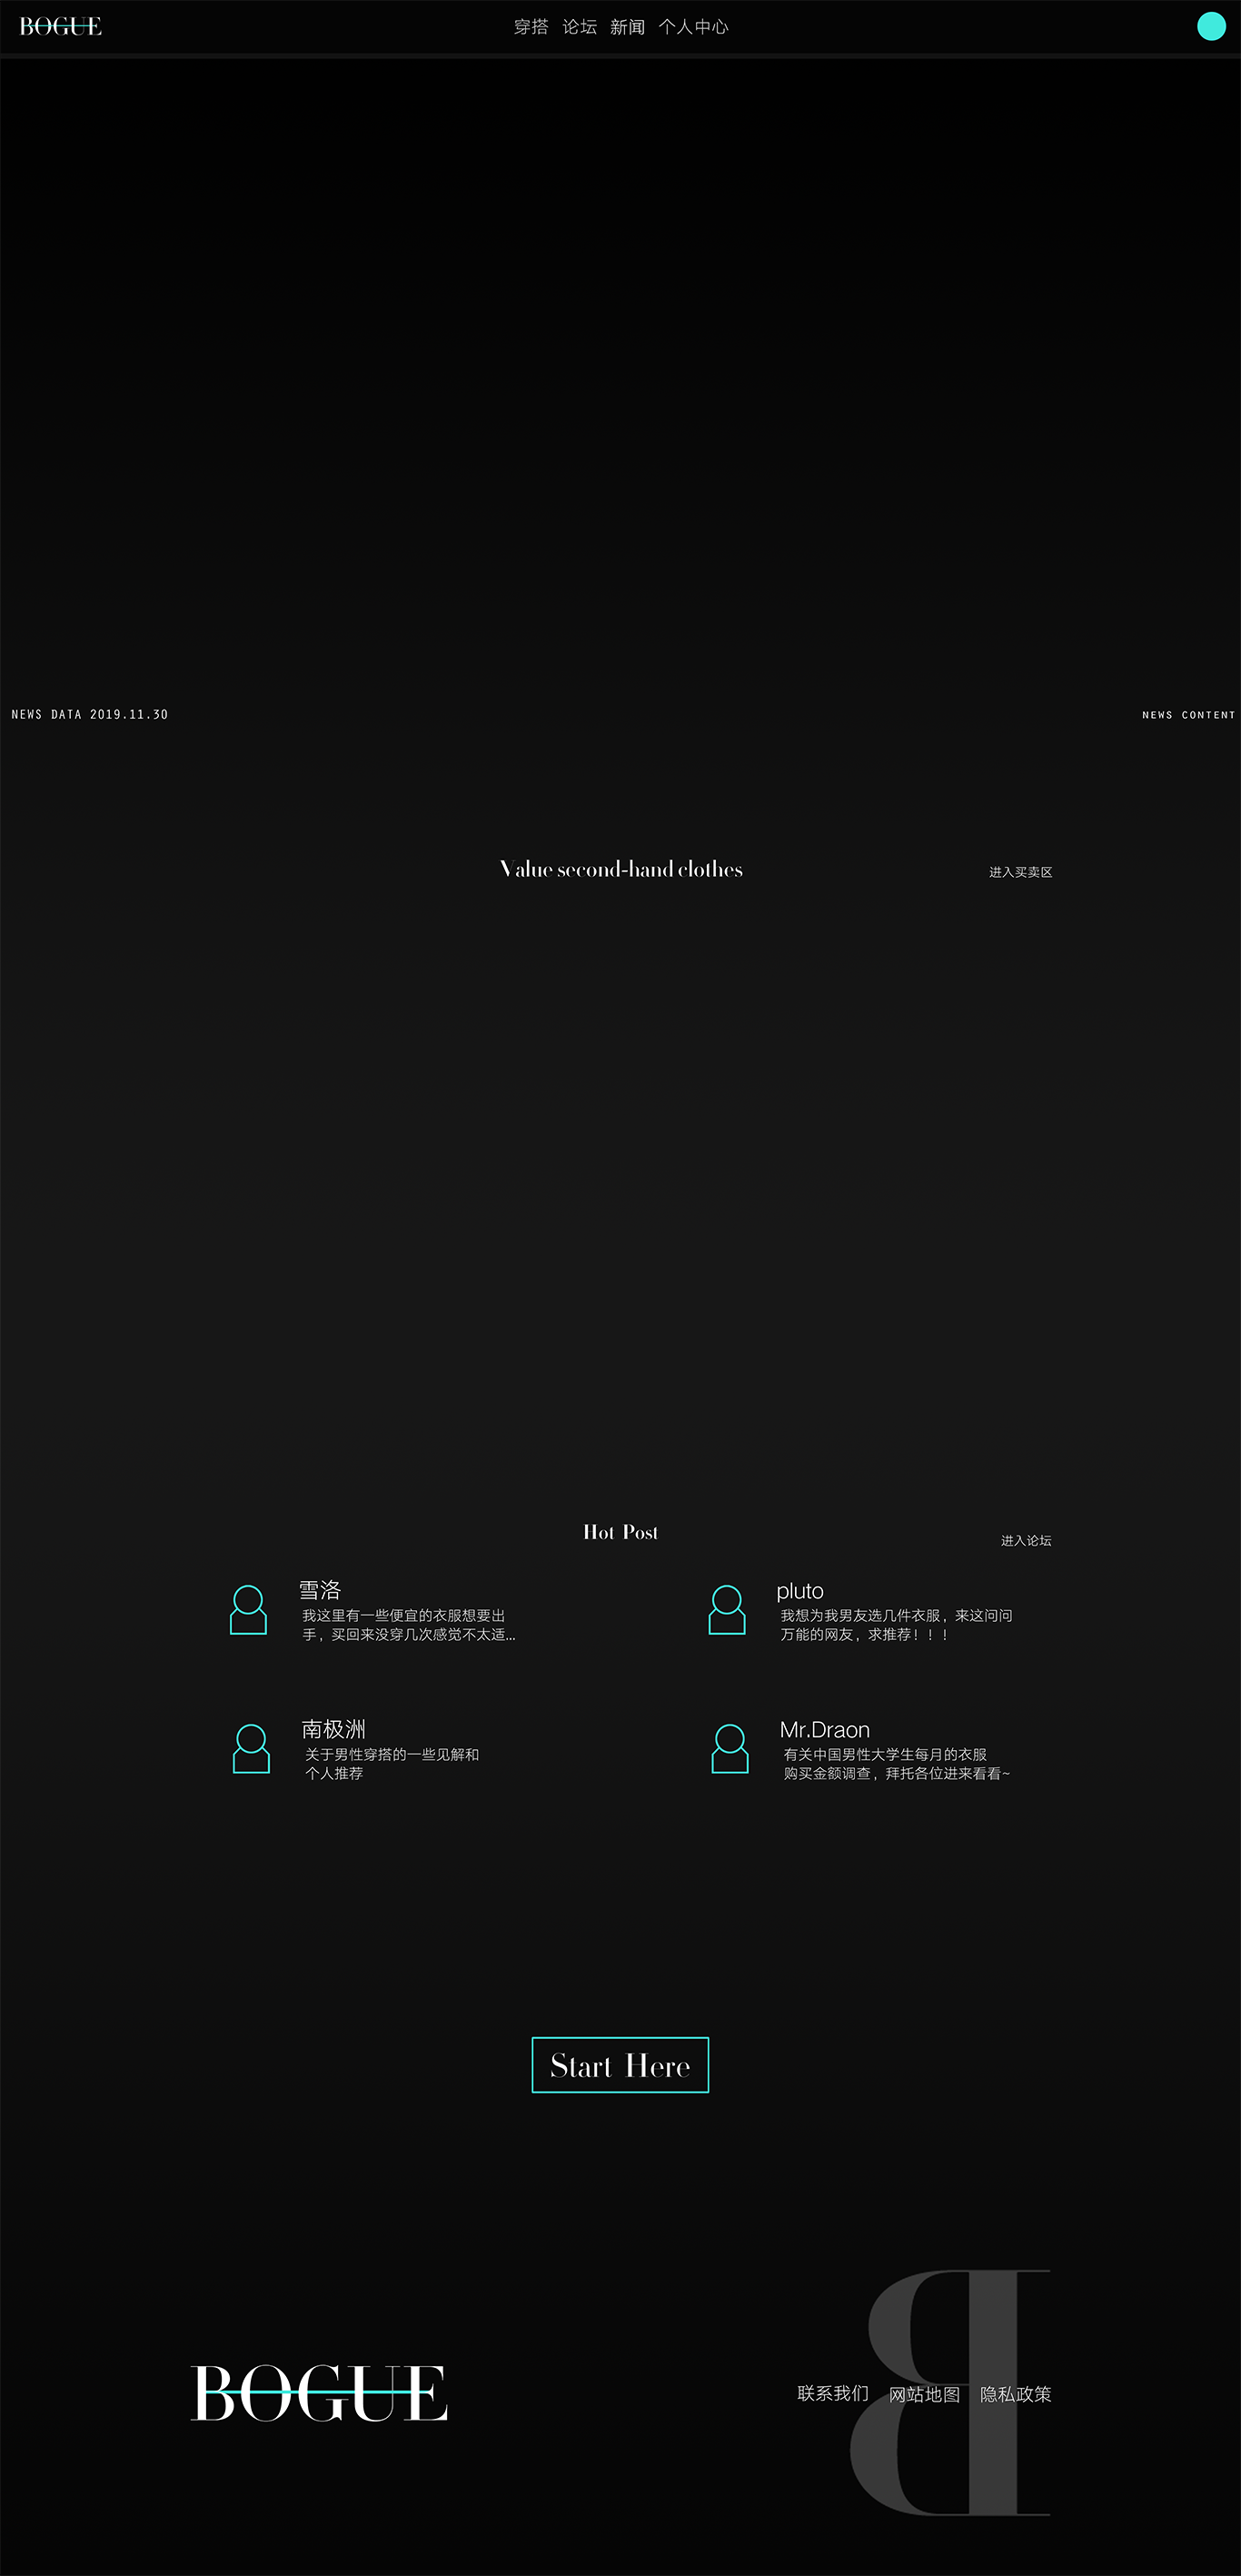 BOGUE
穿搭 论坛 新闻 个人中心
NEWS DATA 2019.11.30
NEWS CONTENT
Value second-hand clothes
进入买卖区
Hot Post
进入论坛
雪洛
我这里有一些便宜的衣服想要出
手，买回来没穿几次感觉不太适...
pluto
我想为我男友选几件衣服，来这问问
万能的网友，求推荐！！！
南极洲
关于男性穿搭的一些见解和
个人推荐
Mr.Draon
有关中国男性大学生每月的衣服
购买金额调查，拜托各位进来看看~
Start Here
BOGUE
联系我们 网站地图 隐私政策
B